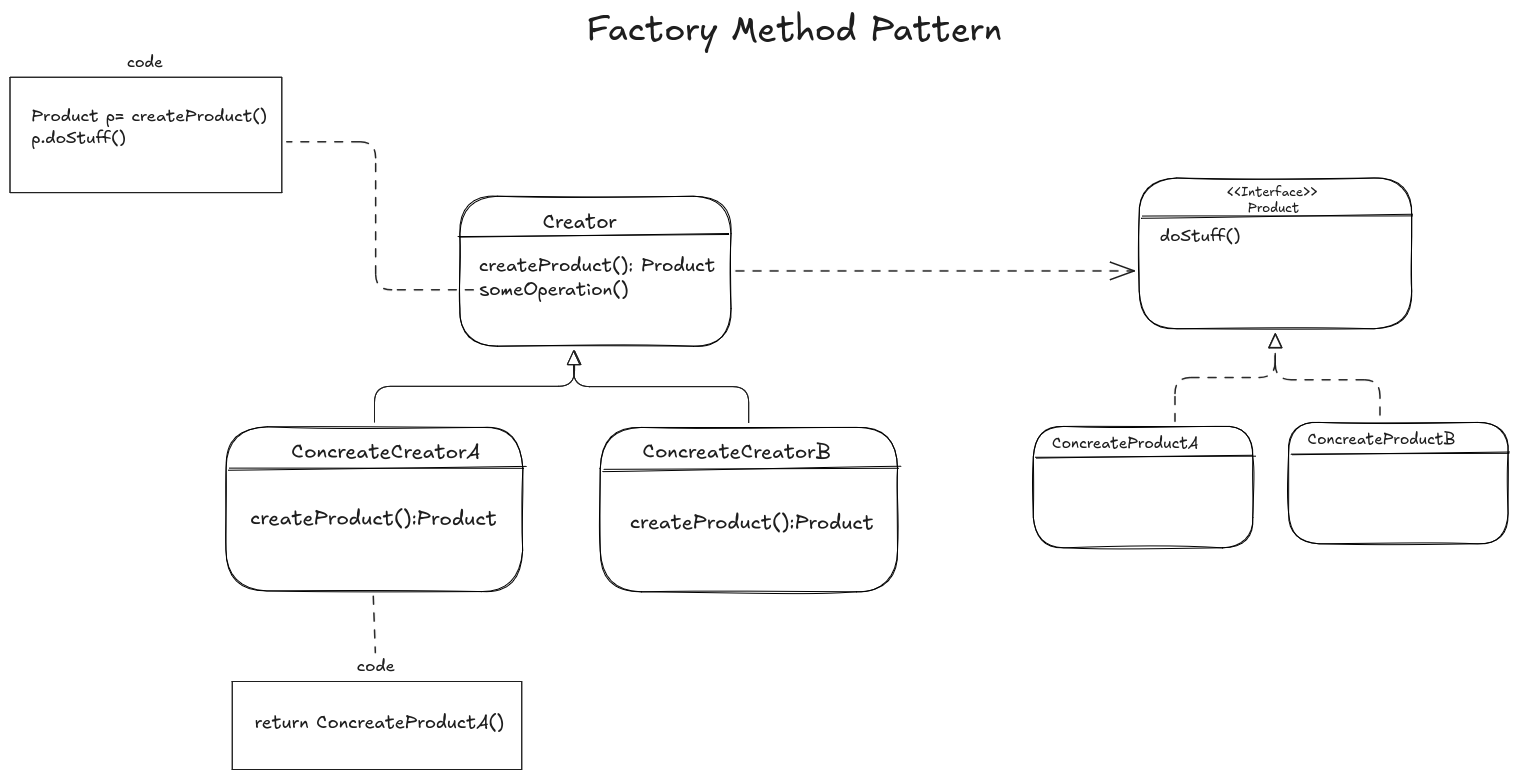 Factory Method Pattern
code
Product p= createProduct()
p.doStuff()
Creator
createProduct(): Product
someOperation()
<<Interface>>
Product
doStuff()
ConcreateCreatorA
createProduct():Product
ConcreateCreatorB
createProduct():Product
ConcreateProductA
ConcreateProductB
code
return ConcreateProductA()